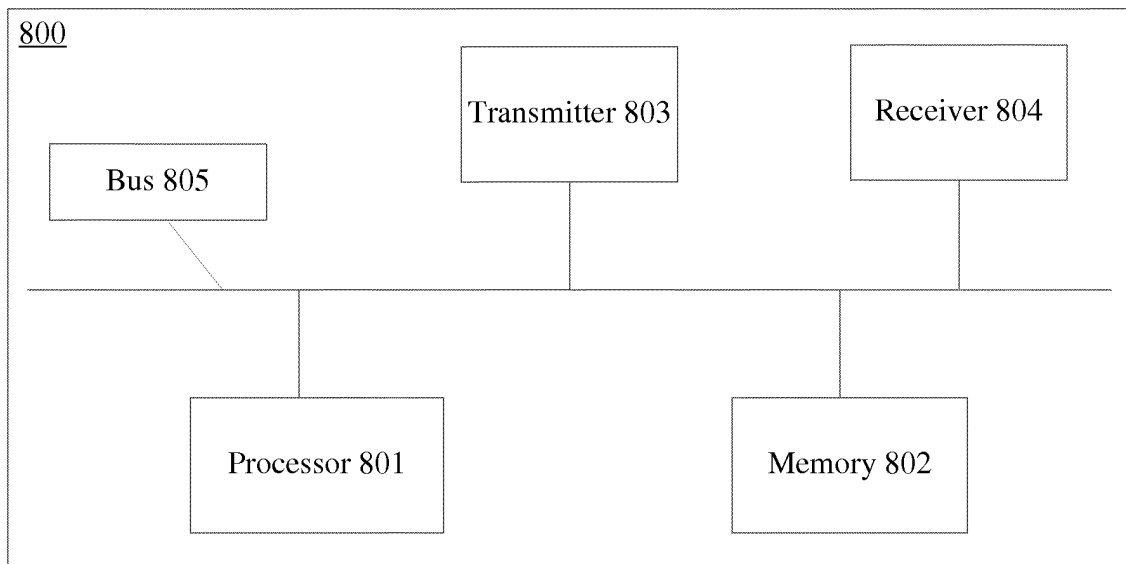 800
Transmitter 803
Receiver 804
Bus 805
Processor 801
Memory 802